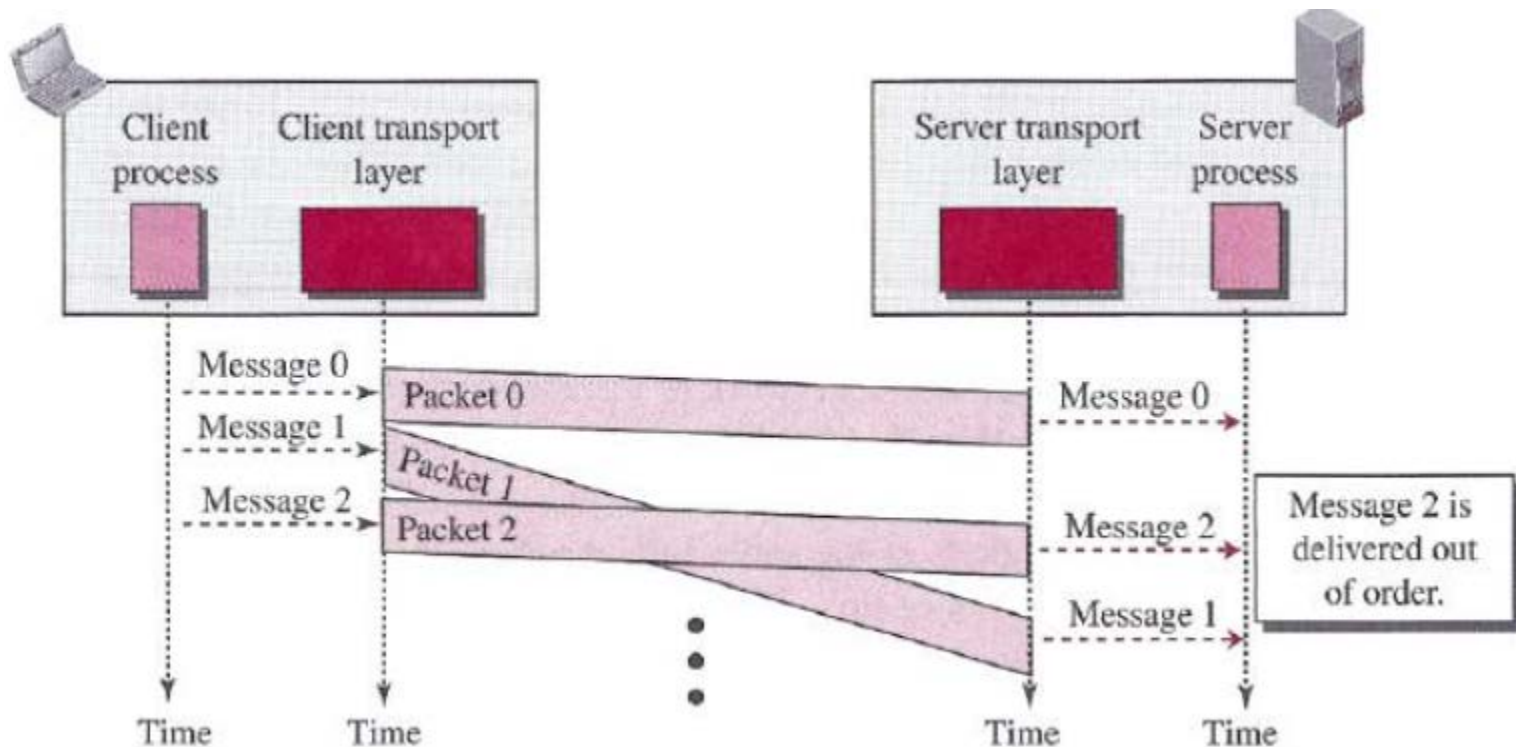 Client
process
Client transport
layer
Server transport
layer
Server
process
Message 0
Packet 0
Message 0
Message 1
Packet 1
Message 2
Packet 2
Message 2
Message 1
Message 2 is
delivered out
of order.
Time
Time
Time
Time